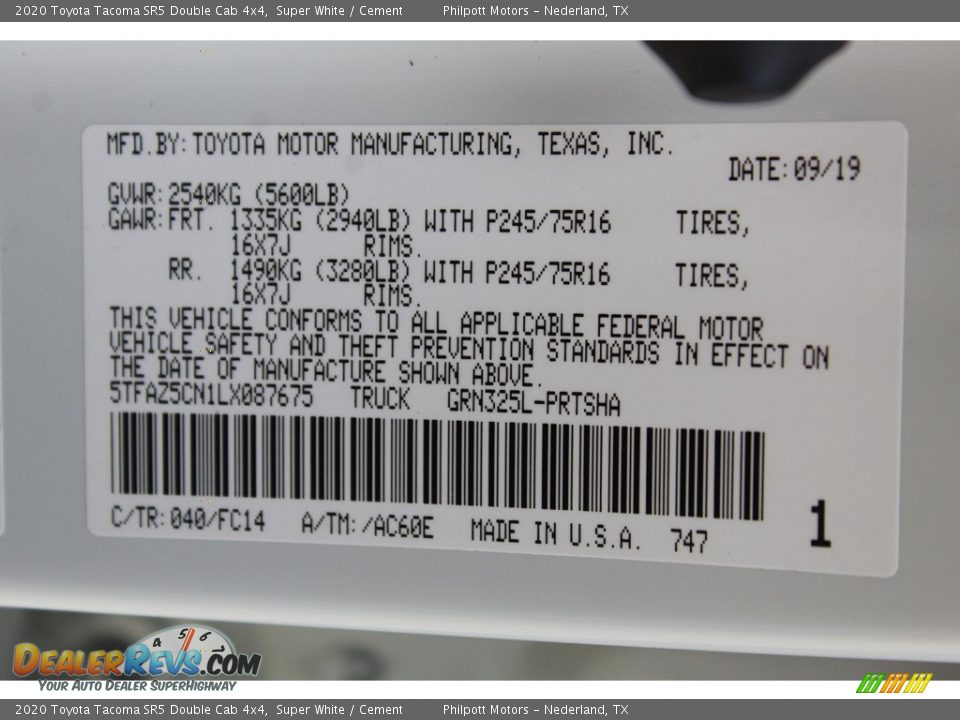 2020 Toyota Tacoma SR5 Double Cab 4x4, Super White / Cement Philpott Motors - Nederland, TX
MFD.BY:TOYOTA MOTOR MANUFACTURING, TEXAS, INC.
DATE:09/19
GVWR:2540KG (5600LB)
GAWR:FRT. 1335KG (2940LB) WITH P245/75R16 TIRES,
16X7J RIMS.
RR. 1490KG (3280LB) WITH P245/75R16 TIRES,
16X7J RIMS.
THIS VEHICLE CONFORMS TO ALL APPLICABLE FEDERAL MOTOR
VEHICLE SAFETY AND THEFT PREVENTION STANDARDS IN EFFECT ON
THE DATE OF MANUFACTURE SHOWN ABOVE.
5TFAZ5CN1LX087675 TRUCK GRN325L-PRTSHA
C/TR:040/FC14 A/TM:/AC60E MADE IN U.S.A. 747 1
4 5 6
DEALERREVS.COM
YOUR AUTO DEALER SUPERHIGHWAY
2020 Toyota Tacoma SR5 Double Cab 4x4, Super White / Cement Philpott Motors - Nederland, TX